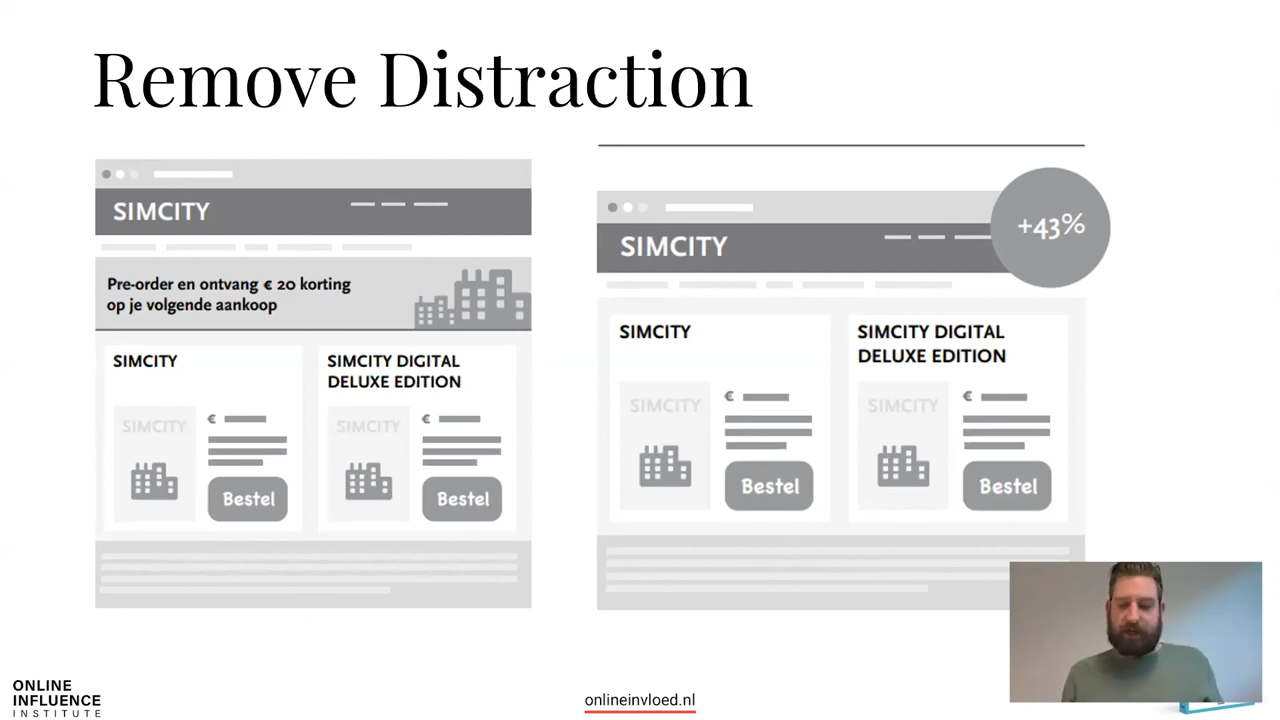 Remove Distraction
SIMCITY
Pre-order en ontvang € 20 korting
op je volgende aankoop
SIMCITY
SIMCITY
€
Bestel
SIMCITY DIGITAL
DELUXE EDITION
SIMCITY
€
Bestel
+43%
SIMCITY
SIMCITY
SIMCITY
€
Bestel
SIMCITY DIGITAL
DELUXE EDITION
SIMCITY
€
Bestel
ONLINE
INFLUENCE
INSTITUTE
onlineinvloed.nl